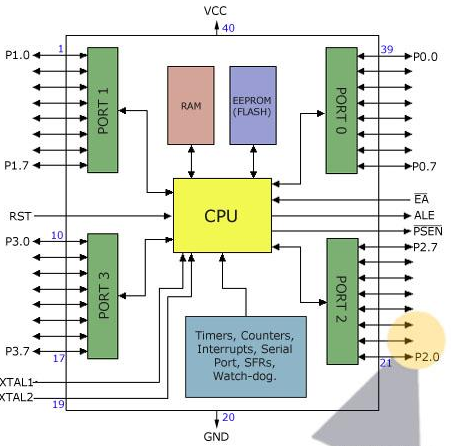 VCC
40
1
39
P1.0
P0.0
PORT 1
RAM
EEPROM
(FLASH)
PORT 0
P1.7
P0.7
CPU
EA
RST
ALE
PSEN
P3.0
10
P2.7
PORT 3
PORT 2
Timers, Counters,
Interrupts, Serial
Port, SFRs,
Watch-dog.
P3.7
17
P2.0
21
XTAL1
XTAL2
19
20
GND